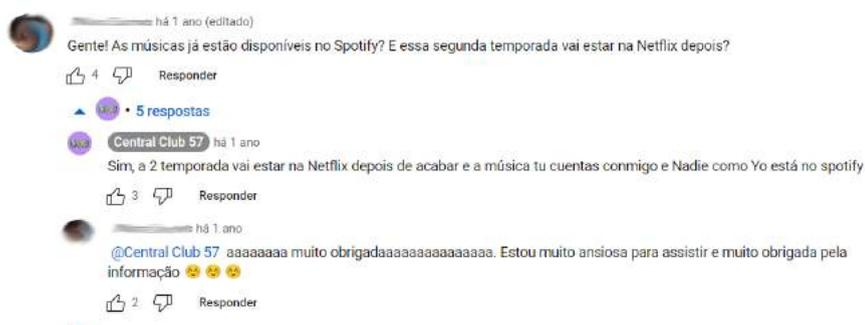 há 1 ano (editado)
Gente! As músicas já estão disponíveis no Spotify? E essa segunda temporada vai estar na Netflix depois?
4 Responder
• 5 respostas
Central Club 57 há 1 ano
Sim, a 2 temporada vai estar na Netflix depois de acabar e a música tu cuentas conmigo e Nadie como Yo está no spotify
3 Responder
há 1 ano
@Central Club 57 aaaaaaaa muito obrigadaaaaaaaaaaaaaaa. Estou muito ansiosa para assistir e muito obrigada pela
informação ☺️ ☺️ ☺️
2 Responder